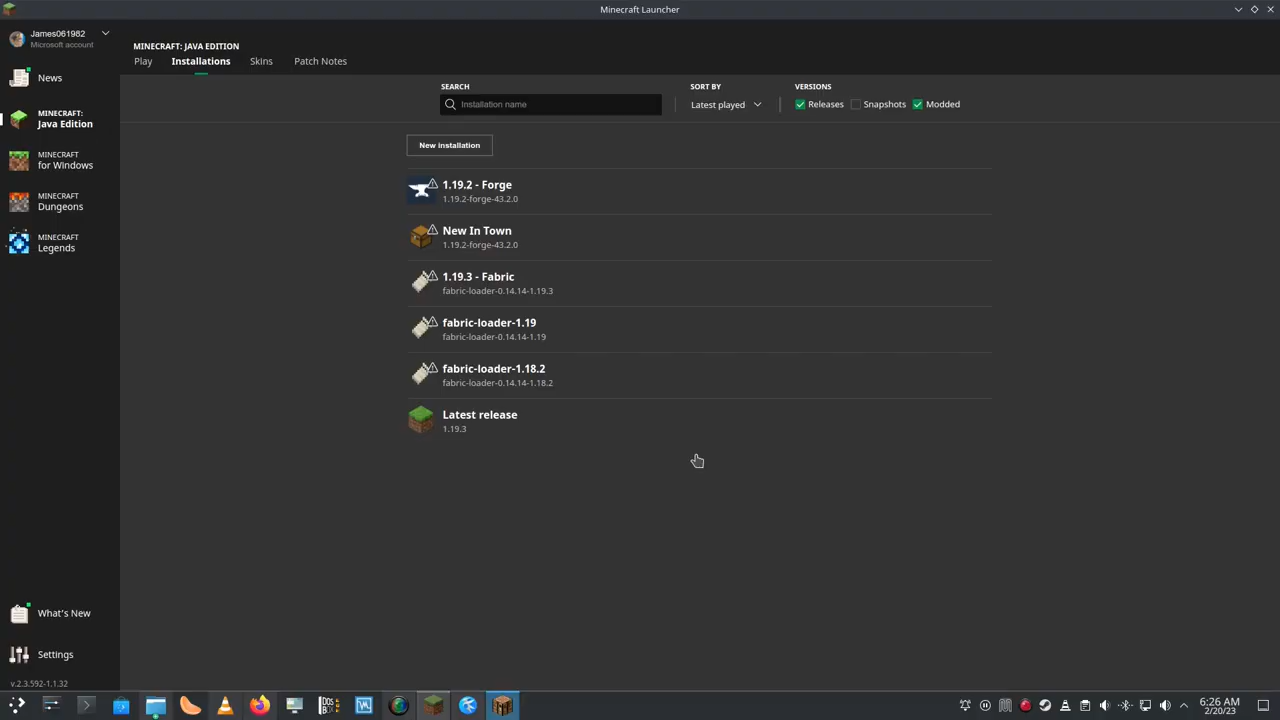 Minecraft Launcher
James061982
Microsoft account
News
MINECRAFT:
Java Edition
MINECRAFT
for Windows
MINECRAFT
Dungeons
MINECRAFT
Legends
What's New
Settings
v.2.3.592-1.1.32
MINECRAFT: JAVA EDITION
Play Installations Skins Patch Notes
SEARCH SORT BY VERSIONS
Installation name Latest played Releases Snapshots Modded
New installation
1.19.2 - Forge
1.19.2-forge-43.2.0
New In Town
1.19.2-forge-43.2.0
1.19.3 - Fabric
fabric-loader-0.14.14-1.19.3
fabric-loader-1.19
fabric-loader-0.14.14-1.19
fabric-loader-1.18.2
fabric-loader-0.14.14-1.18.2
Latest release
1.19.3
DOS
6:26 AM
2/20/23